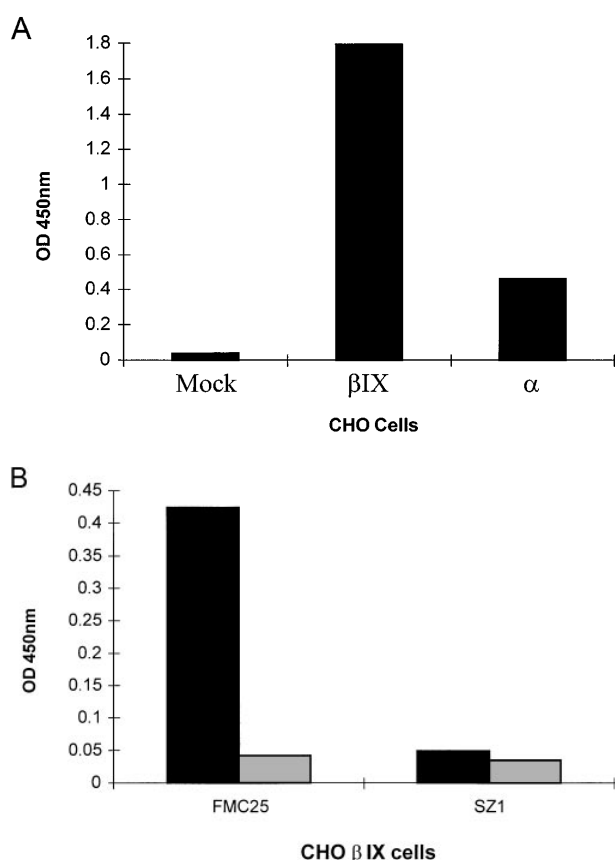 A
1.8
1.6
1.4
1.2
1
0.8
0.6
0.4
0.2
0
OD 450nm
Mock βIX α
CHO Cells
B
0.45
0.4
0.35
0.3
0.25
0.2
0.15
0.1
0.05
0
OD 450nm
FMC25 SZ1
CHO β IX cells